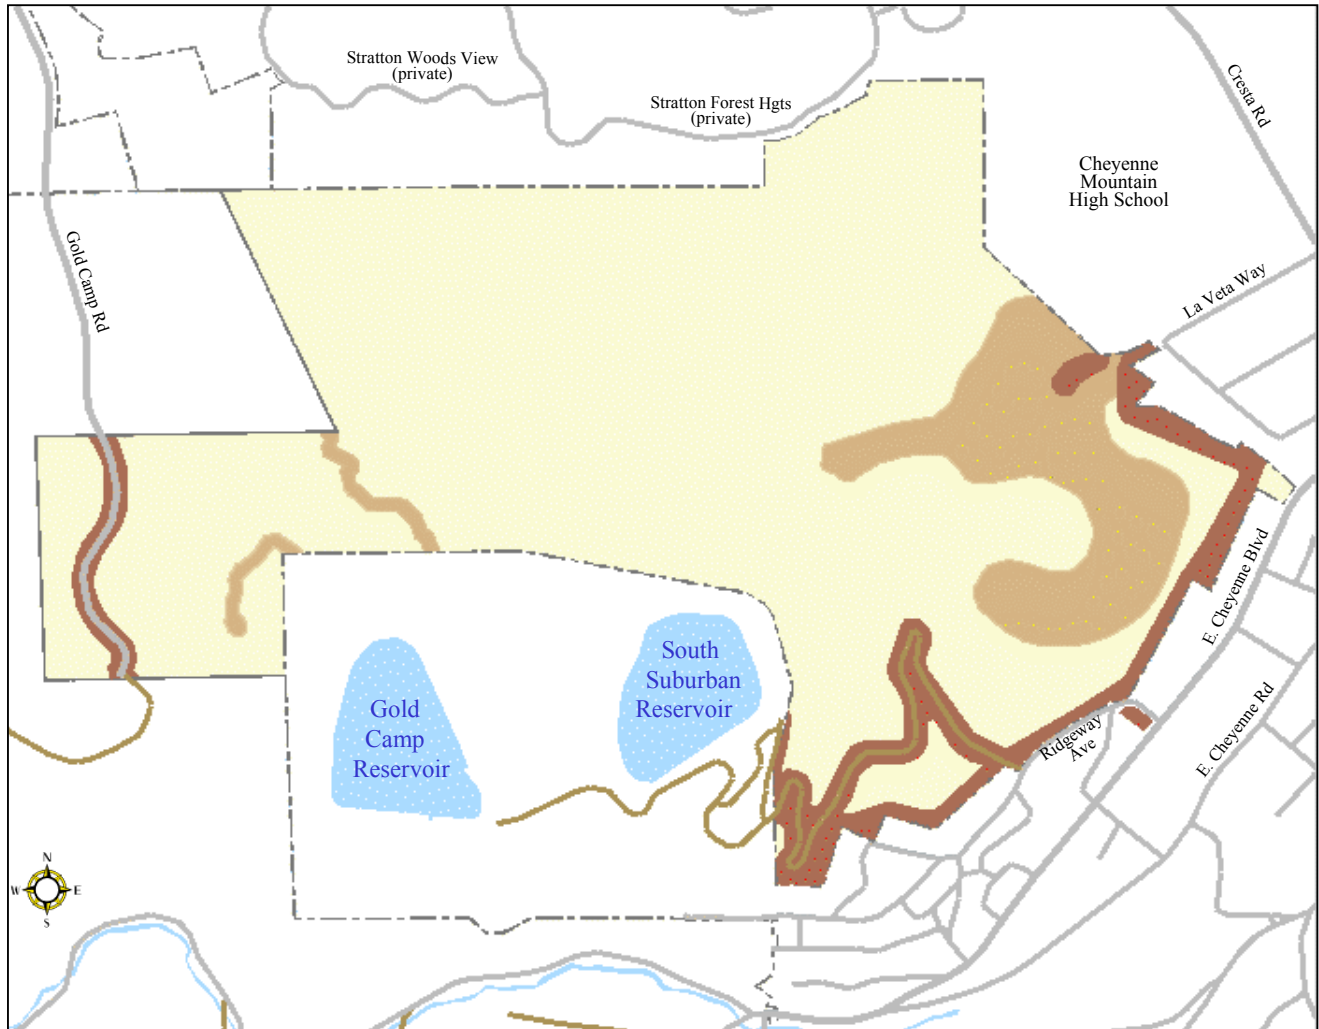 Stratton Woods View
(private)
Stratton Forest Hgts
(private)
Cresta Rd
Cheyenne
Mountain
High School
Gold Camp Rd
La Veta Way
E. Cheyenne Blvd
South
Suburban
Reservoir
Gold
Camp
Reservoir
Ridgeway
Ave
E. Cheyenne Rd
N
W
E
S